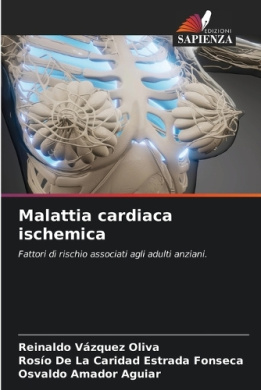 EDIZIONI
SAPIENZA
Malattia cardiaca
ischemica
Fattori di rischio associati agli adulti anziani.
Reinaldo Vázquez Oliva
Rosío De La Caridad Estrada Fonseca
Osvaldo Amador Aguiar